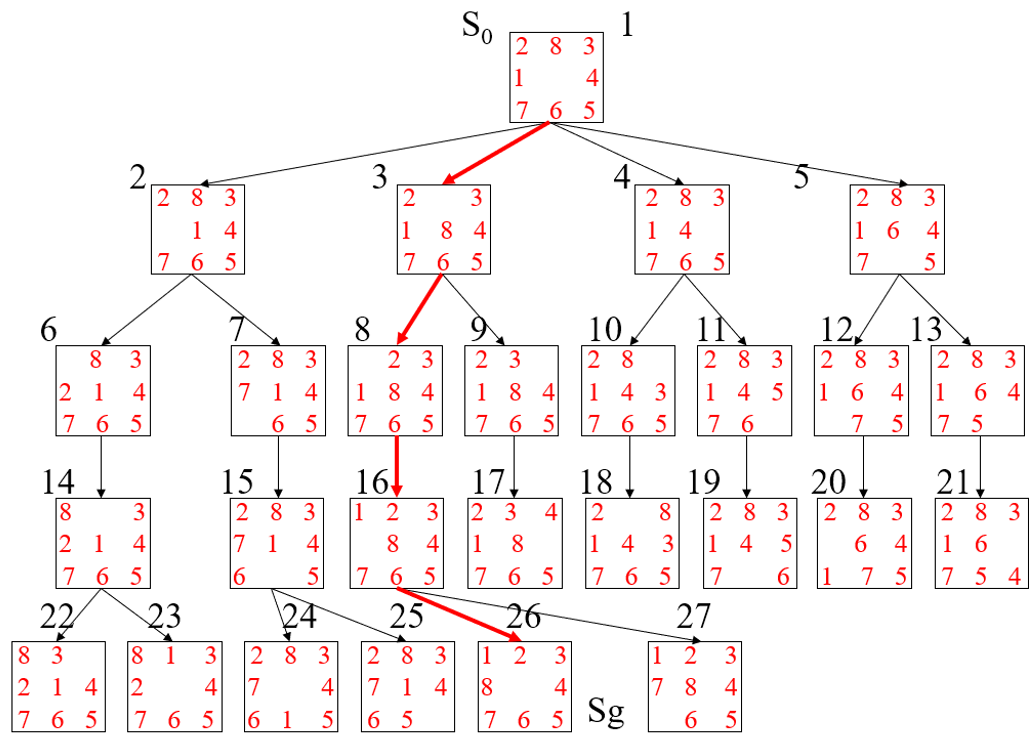 S0 1
2 8 3
1 4
7 6 5
2
2 8 3
1 4
7 6 5
3
2 3
1 8 4
7 6 5
4
2 8 3
1 4
7 6 5
5
2 8 3
1 6 4
7 5
6
8 3
2 1 4
7 6 5
7
2 8 3
7 1 4
6 5
8
2 3
1 8 4
7 6 5
9
2 3
1 8 4
7 6 5
10
2 8
1 4 3
7 6 5
11
2 8 3
1 4 5
7 6
12
2 8 3
1 6 4
7 5
13
2 8 3
1 6 4
7 5
14
8 3
2 1 4
7 6 5
15
2 8 3
7 1 4
6 5
16
1 2 3
8 4
7 6 5
17
2 3 4
1 8
7 6 5
18
2 8
1 4 3
7 6 5
19
2 8 3
1 4 5
7 6
20
2 8 3
6 4
1 7 5
21
2 8 3
1 6
7 5 4
22
8 3
2 1 4
7 6 5
23
8 1 3
2 4
7 6 5
24
2 8 3
7 4
6 1 5
25
2 8 3
7 1 4
6 5
26
1 2 3
8 4
7 6 5
Sg
27
1 2 3
7 8 4
6 5